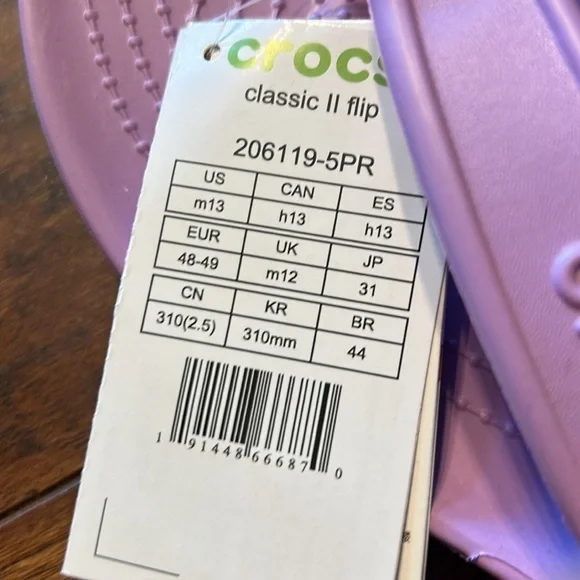 crocs
classic II flip
206119-5PR
US CAN ES
m13 h13 h13
EUR UK JP
48-49 m12 31
CN KR BR
310(2.5) 310mm 44
1 91448 66687 0